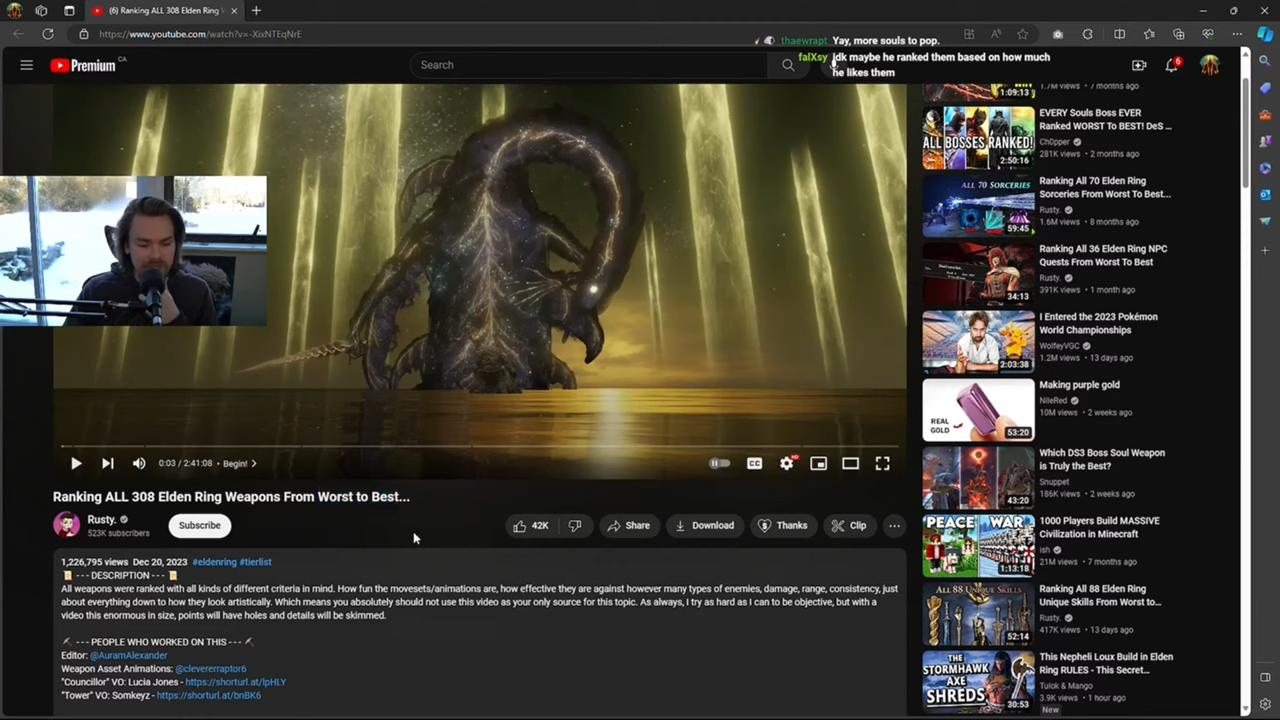 (6) Ranking ALL 308 Elden Ring W
https://www.youtube.com/watch?v=-XixNTEqNrE
thaewrapt Yay, more souls to pop.
falXsy Idk maybe he ranked them based on how much
he likes them
Premium CA
Search
6
53:20
REAL
GOLD
1:09:13
1.7M views • 7 months ago
ALL BOSSES RANKED!
2:50:16
EVERY Souls Boss EVER
Ranked WORST To BEST! DeS ...
Ch0pper
281K views • 2 months ago
ALL 70 SORCERIES
59:45
Ranking All 70 Elden Ring
Sorceries From Worst To Best...
Rusty.
1.6M views • 8 months ago
34:13
Ranking All 36 Elden Ring NPC
Quests From Worst To Best
Rusty.
391K views • 1 month ago
2:03:38
I Entered the 2023 Pokémon
World Championships
WolfeyVGC
1.2M views • 13 days ago
Making purple gold
NileRed
10M views • 2 weeks ago
43:20
Which DS3 Boss Soul Weapon
is Truly the Best?
Snuppet
186K views • 2 weeks ago
PEACE WAR
1:13:18
1000 Players Build MASSIVE
Civilization in Minecraft
ish
21M views • 7 months ago
ALL 88 UNIQUE SKILLS
52:14
Ranking All 88 Elden Ring
Unique Skills From Worst to...
Rusty.
417K views • 13 days ago
THE
STORMHAWK
AXE
SHREDS
30:53
This Nepheli Loux Build in Elden
Ring RULES - This Secret...
Tulok & Mango
3.9K views • 1 hour ago
New
0:03 / 2:41:08 • Begin!
CC
HD
Ranking ALL 308 Elden Ring Weapons From Worst to Best...
Rusty.
523K subscribers
Subscribe
42K
Share
Download
Thanks
Clip
1,226,795 views Dec 20, 2023 #eldenring #tierlist
--- DESCRIPTION ---
All weapons were ranked with all kinds of different criteria in mind. How fun the movesets/animations are, how effective they are against however many types of enemies, damage, range, consistency, just
about everything down to how they look artistically. Which means you absolutely should not use this video as your only source for this topic. As always, I try as hard as I can to be objective, but with a
video this enormous in size, points will have holes and details will be skimmed.
--- PEOPLE WHO WORKED ON THIS ---
Editor: @AuramAlexander
Weapon Asset Animations: @clevererraptor6
"Councillor" VO: Lucia Jones - https://shorturl.at/lpHLY
"Tower" VO: Somkeyz - https://shorturl.at/bnBK6